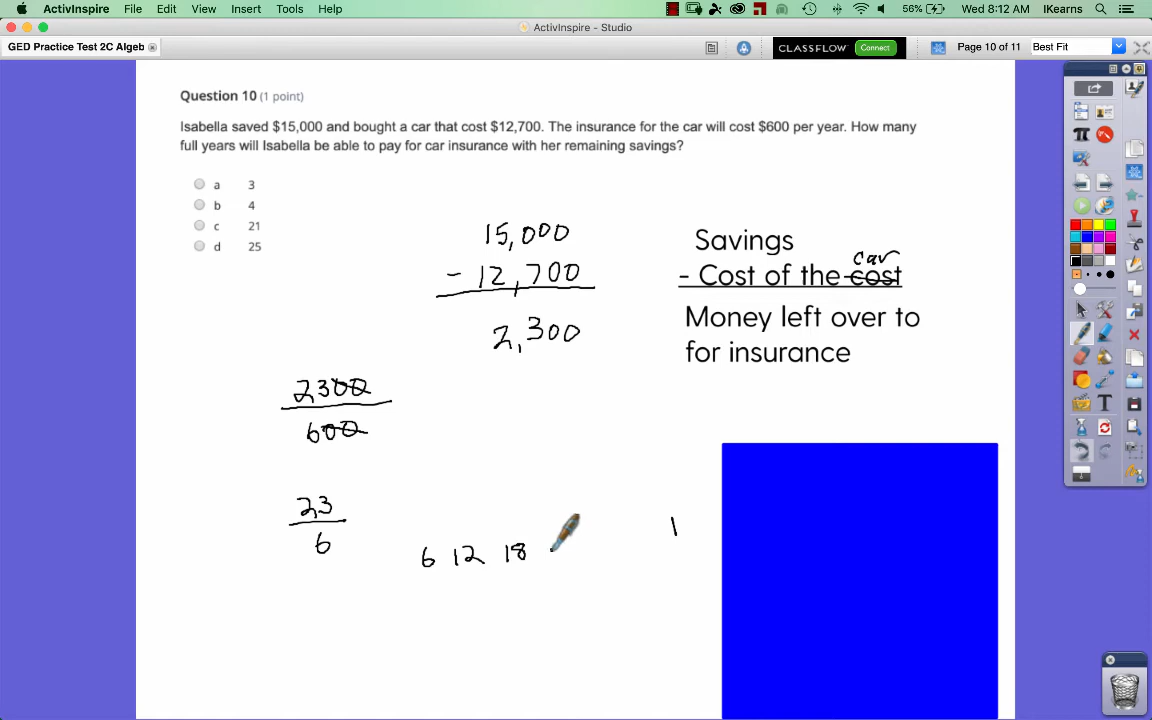 ActivInspire File Edit View Insert Tools Help 56% Wed 8:12 AM IKearns
ActivInspire - Studio
GED Practice Test 2C Algeb CLASSFLOW Connect Page 10 of 11 Best Fit
Question 10 (1 point)
Isabella saved $15,000 and bought a car that cost $12,700. The insurance for the car will cost $600 per year. How many
full years will Isabella be able to pay for car insurance with her remaining savings?
a 3
b 4
c 21
d 25
15,000
- 12,700
2,300
Savings
car
- Cost of the cost
Money left over to
for insurance
2300
600
23
6
6 12 18
1